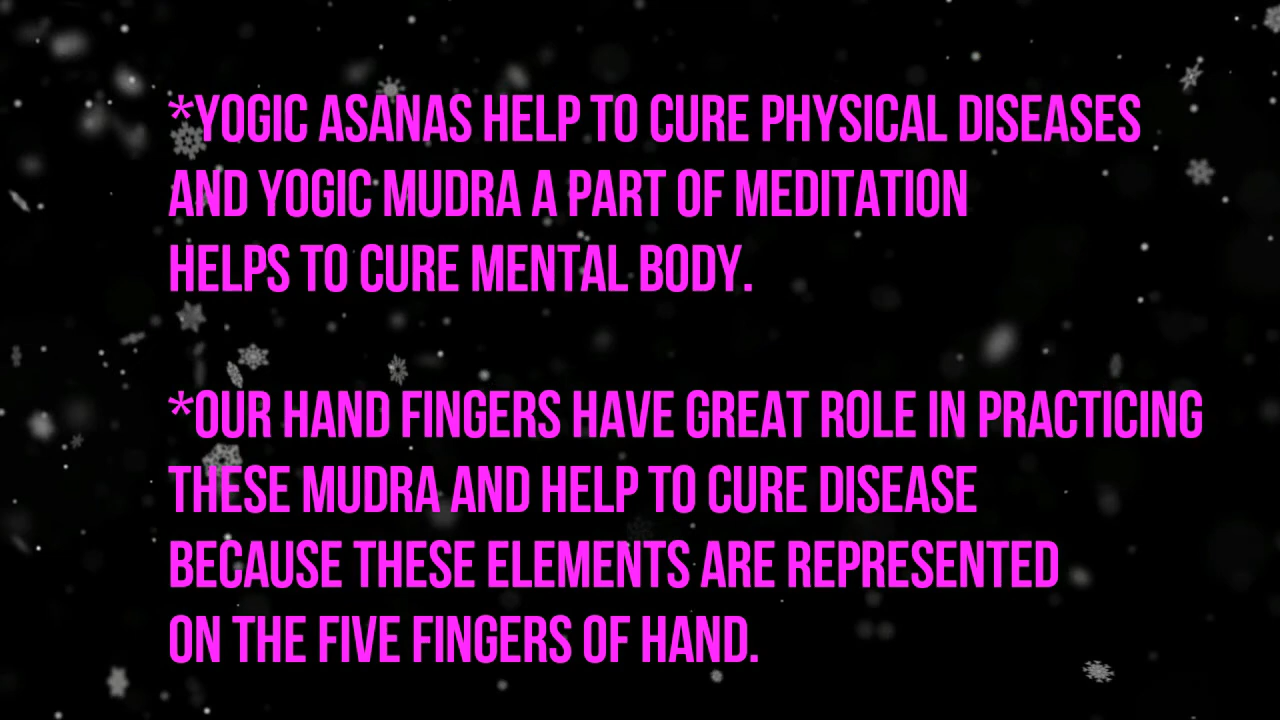 *YOGIC ASANAS HELP TO CURE PHYSICAL DISEASES
AND YOGIC MUDRA A PART OF MEDITATION
HELPS TO CURE MENTAL BODY.
*OUR HAND FINGERS HAVE GREAT ROLE IN PRACTICING
THESE MUDRA AND HELP TO CURE DISEASE
BECAUSE THESE ELEMENTS ARE REPRESENTED
ON THE FIVE FINGERS OF HAND.